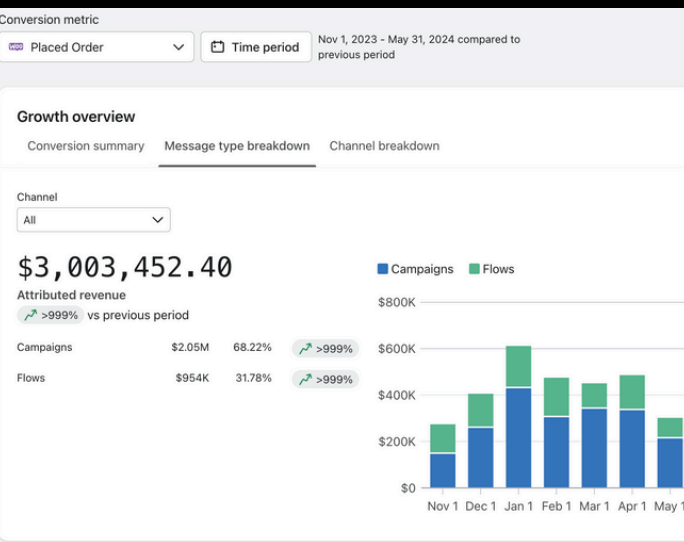 Conversion metric
Woo Placed Order
Time period
Nov 1, 2023 - May 31, 2024 compared to
previous period
Growth overview
Conversion summary Message type breakdown Channel breakdown
Channel
All
$3,003,452.40
Attributed revenue
>999% vs previous period
Campaigns $2.05M 68.22% >999%
Flows $954K 31.78% >999%
Campaigns Flows
$800K
$600K
$400K
$200K
$0
Nov 1 Dec 1 Jan 1 Feb 1 Mar 1 Apr 1 May 1